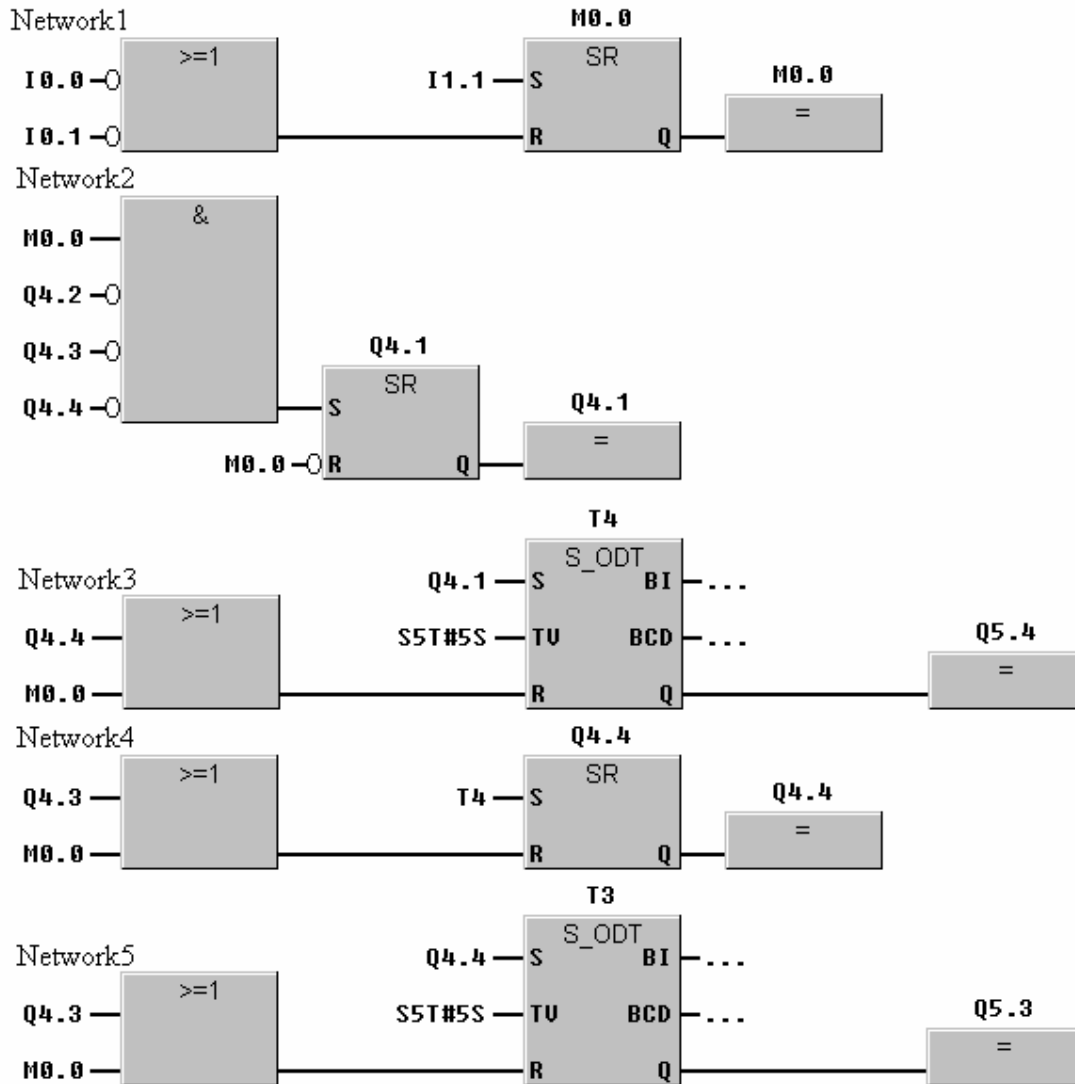 Network1
M0.0
>=1
SR
I0.0
I1.1
S
M0.0
=
I0.1
R
Q
Network2
&
M0.0
Q4.2
Q4.3
Q4.1
SR
Q4.4
S
Q4.1
=
M0.0
R
Q
T4
S_ODT
Network3
Q4.1
S
BI
...
>=1
Q4.4
S5T#5S
TV
BCD
...
Q5.4
=
M0.0
R
Q
Network4
Q4.4
>=1
SR
Q4.3
T4
S
Q4.4
=
M0.0
R
Q
T3
S_ODT
Network5
Q4.4
S
BI
...
>=1
Q4.3
S5T#5S
TV
BCD
...
Q5.3
=
M0.0
R
Q